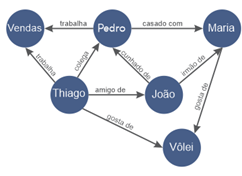 Vendas
trabalha
Pedro
casado com
Maria
trabalha
colega
cunhado de
irmão de
gosta de
Thiago
amigo de
João
gosta de
Vôlei